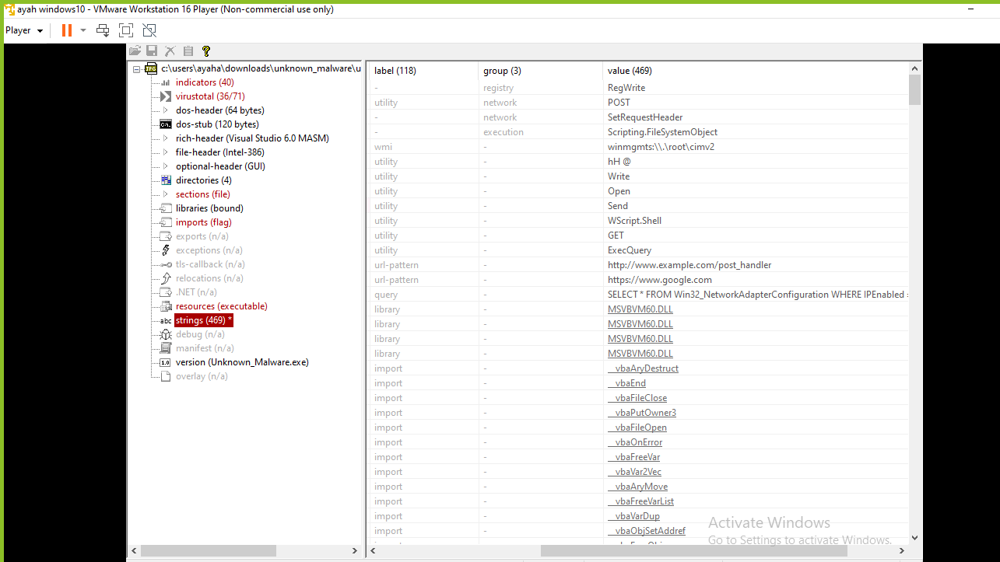 ayah windows10 - VMware Workstation 16 Player (Non-commercial use only)
Player
c:\users\ayaha\downloads\unknown_malware\u
indicators (40)
virustotal (36/71)
dos-header (64 bytes)
dos-stub (120 bytes)
rich-header (Visual Studio 6.0 MASM)
file-header (Intel-386)
optional-header (GUI)
directories (4)
sections (file)
libraries (bound)
imports (flag)
exports (n/a)
exceptions (n/a)
tls-callback (n/a)
relocations (n/a)
.NET (n/a)
resources (executable)
abc strings (469) *
debug (n/a)
manifest (n/a)
1.0 version (Unknown_Malware.exe)
overlay (n/a)
label (118) group (3) value (469)
- registry RegWrite
utility network POST
- network SetRequestHeader
- execution Scripting.FileSystemObject
wmi - winmgmts:\\.\root\cimv2
utility - hH @
utility - Write
utility - Open
utility - Send
utility - WScript.Shell
utility - GET
utility - ExecQuery
url-pattern - http://www.example.com/post_handler
url-pattern - https://www.google.com
query - SELECT * FROM Win32_NetworkAdapterConfiguration WHERE IPEnabled =
library - MSVBVM60.DLL
library - MSVBVM60.DLL
library - MSVBVM60.DLL
library - MSVBVM60.DLL
import - __vbaAryDestruct
import - __vbaEnd
import - __vbaFileClose
import - __vbaPutOwner3
import - __vbaFileOpen
import - __vbaOnError
import - __vbaFreeVar
import - __vbaVar2Vec
import - __vbaAryMove
import - __vbaFreeVarList
import - __vbaVarDup
import - __vbaObjSetAddref
Activate Windows
Go to Settings to activate Windows.